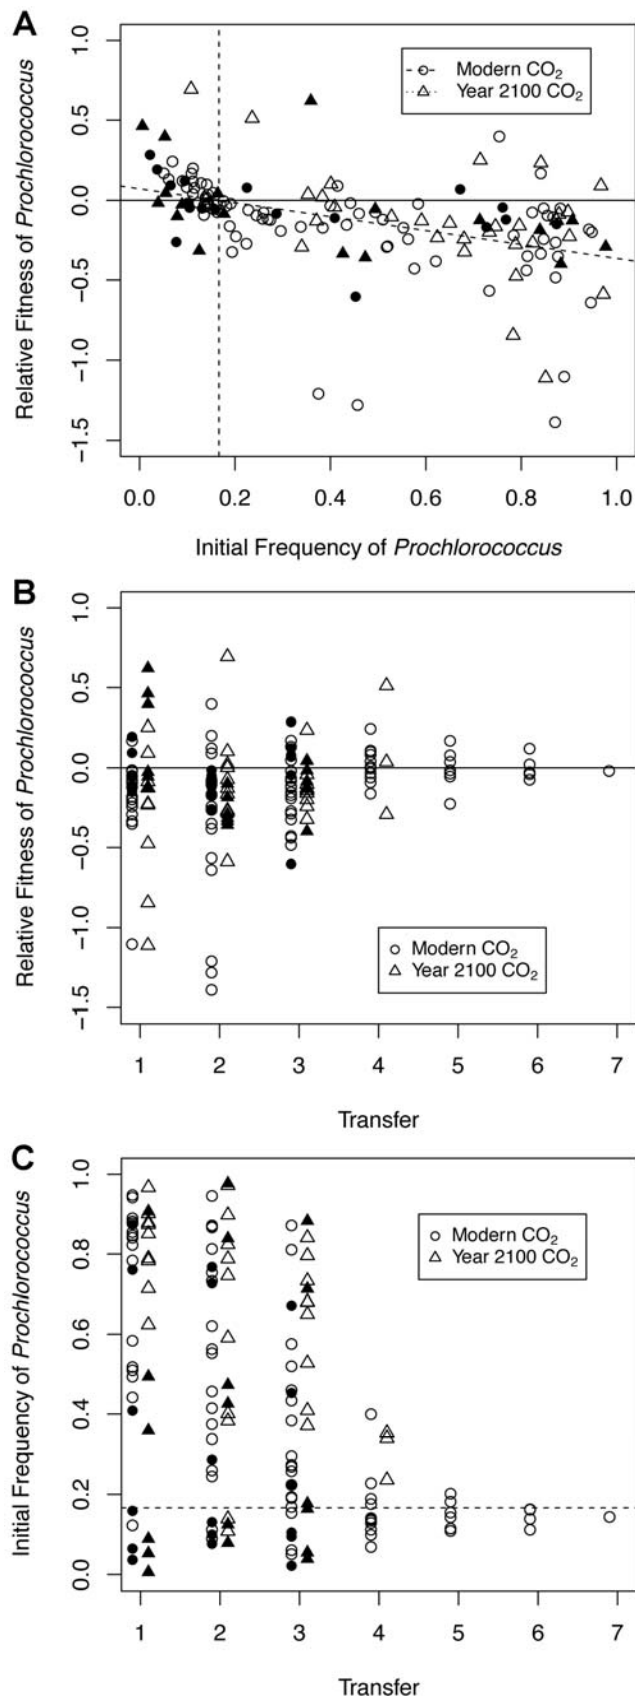 A
Relative Fitness of Prochlorococcus
1.0
0.5
0.0
−0.5
−1.0
−1.5
Modern CO₂
Year 2100 CO₂
0.0 0.2 0.4 0.6 0.8 1.0
Initial Frequency of Prochlorococcus
B
Relative Fitness of Prochlorococcus
1.0
0.5
0.0
−0.5
−1.0
−1.5
Modern CO₂
Year 2100 CO₂
1 2 3 4 5 6 7
Transfer
C
Initial Frequency of Prochlorococcus
1.0
0.8
0.6
0.4
0.2
0.0
Modern CO₂
Year 2100 CO₂
1 2 3 4 5 6 7
Transfer